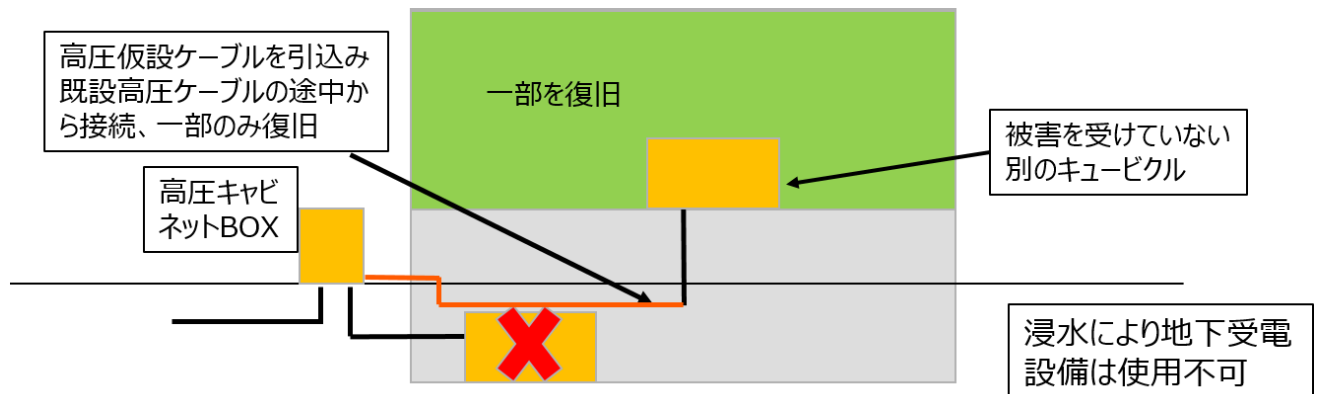 高圧仮設ケーブルを引込み
既設高圧ケーブルの途中か
ら接続、一部のみ復旧
一部を復旧
被害を受けていない
別のキュービクル
高圧キャビ
ネットBOX
浸水により地下受電
設備は使用不可